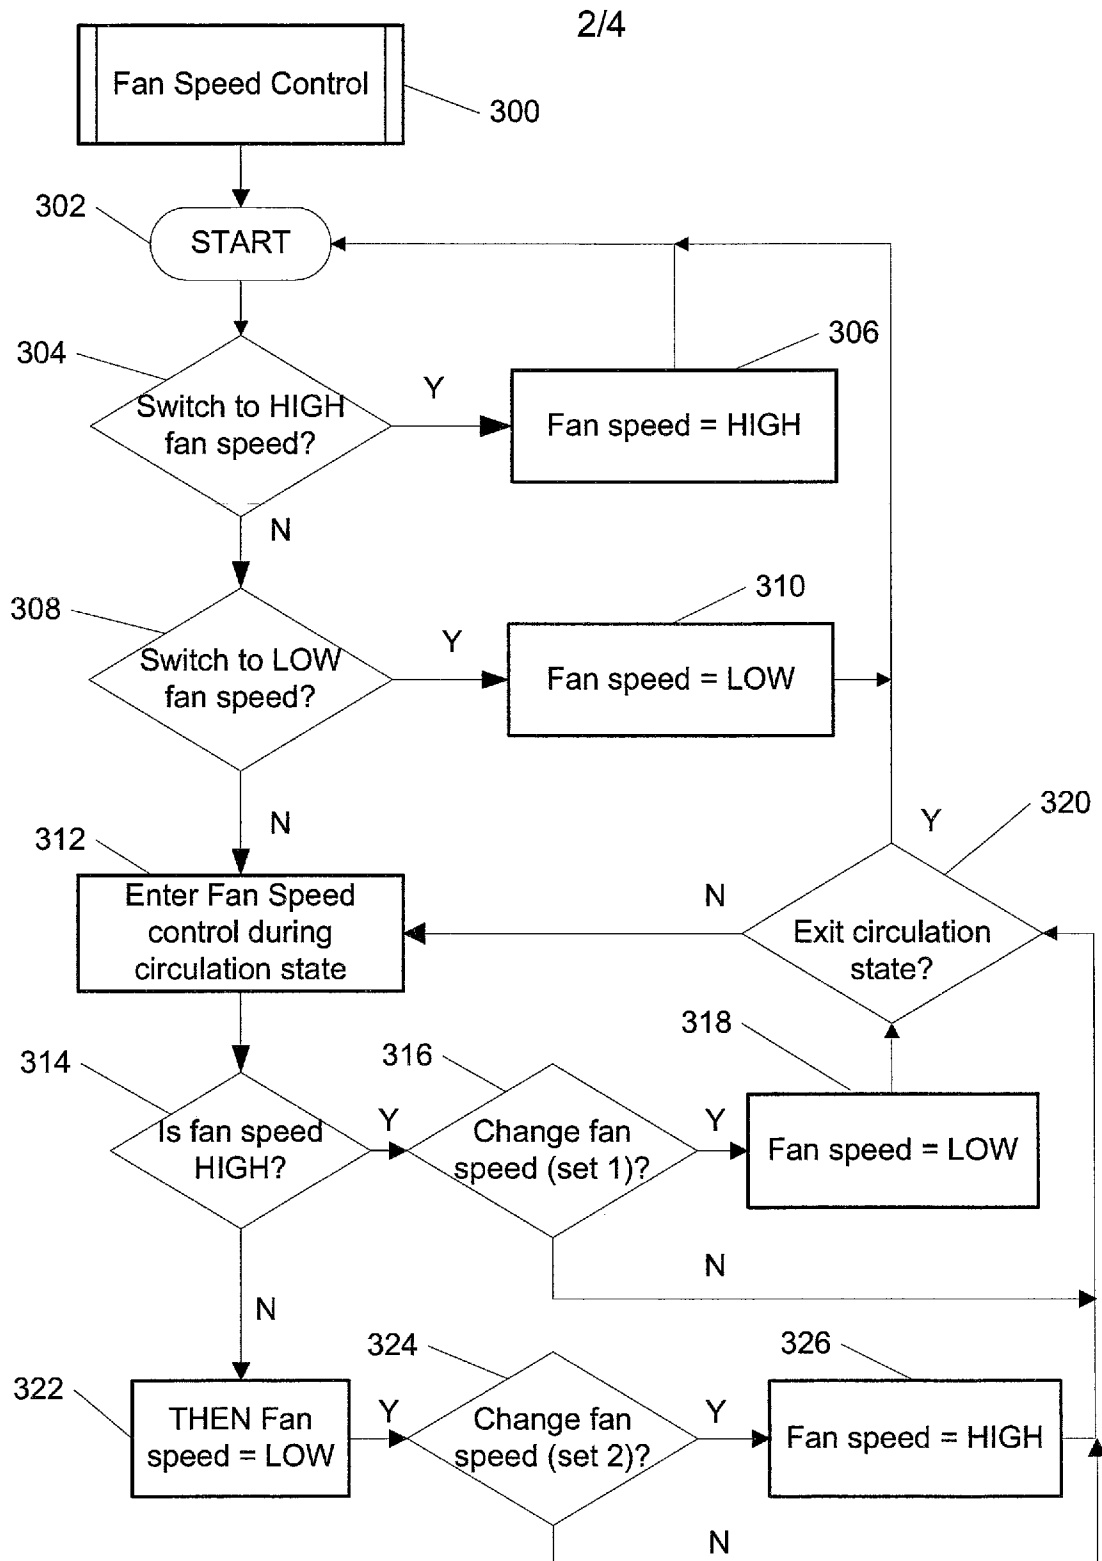 2/4
Fan Speed Control
300
302
START
304
306
Switch to HIGH
fan speed?
Y
Fan speed = HIGH
N
308
310
Switch to LOW
fan speed?
Y
Fan speed = LOW
N
312
320
Y
Enter Fan Speed
control during
circulation state
N
Exit circulation
state?
314
316
318
Is fan speed
HIGH?
Y
Change fan
speed (set 1)?
Y
Fan speed = LOW
N
N
322
324
326
THEN Fan
speed = LOW
Y
Change fan
speed (set 2)?
Y
Fan speed = HIGH
N